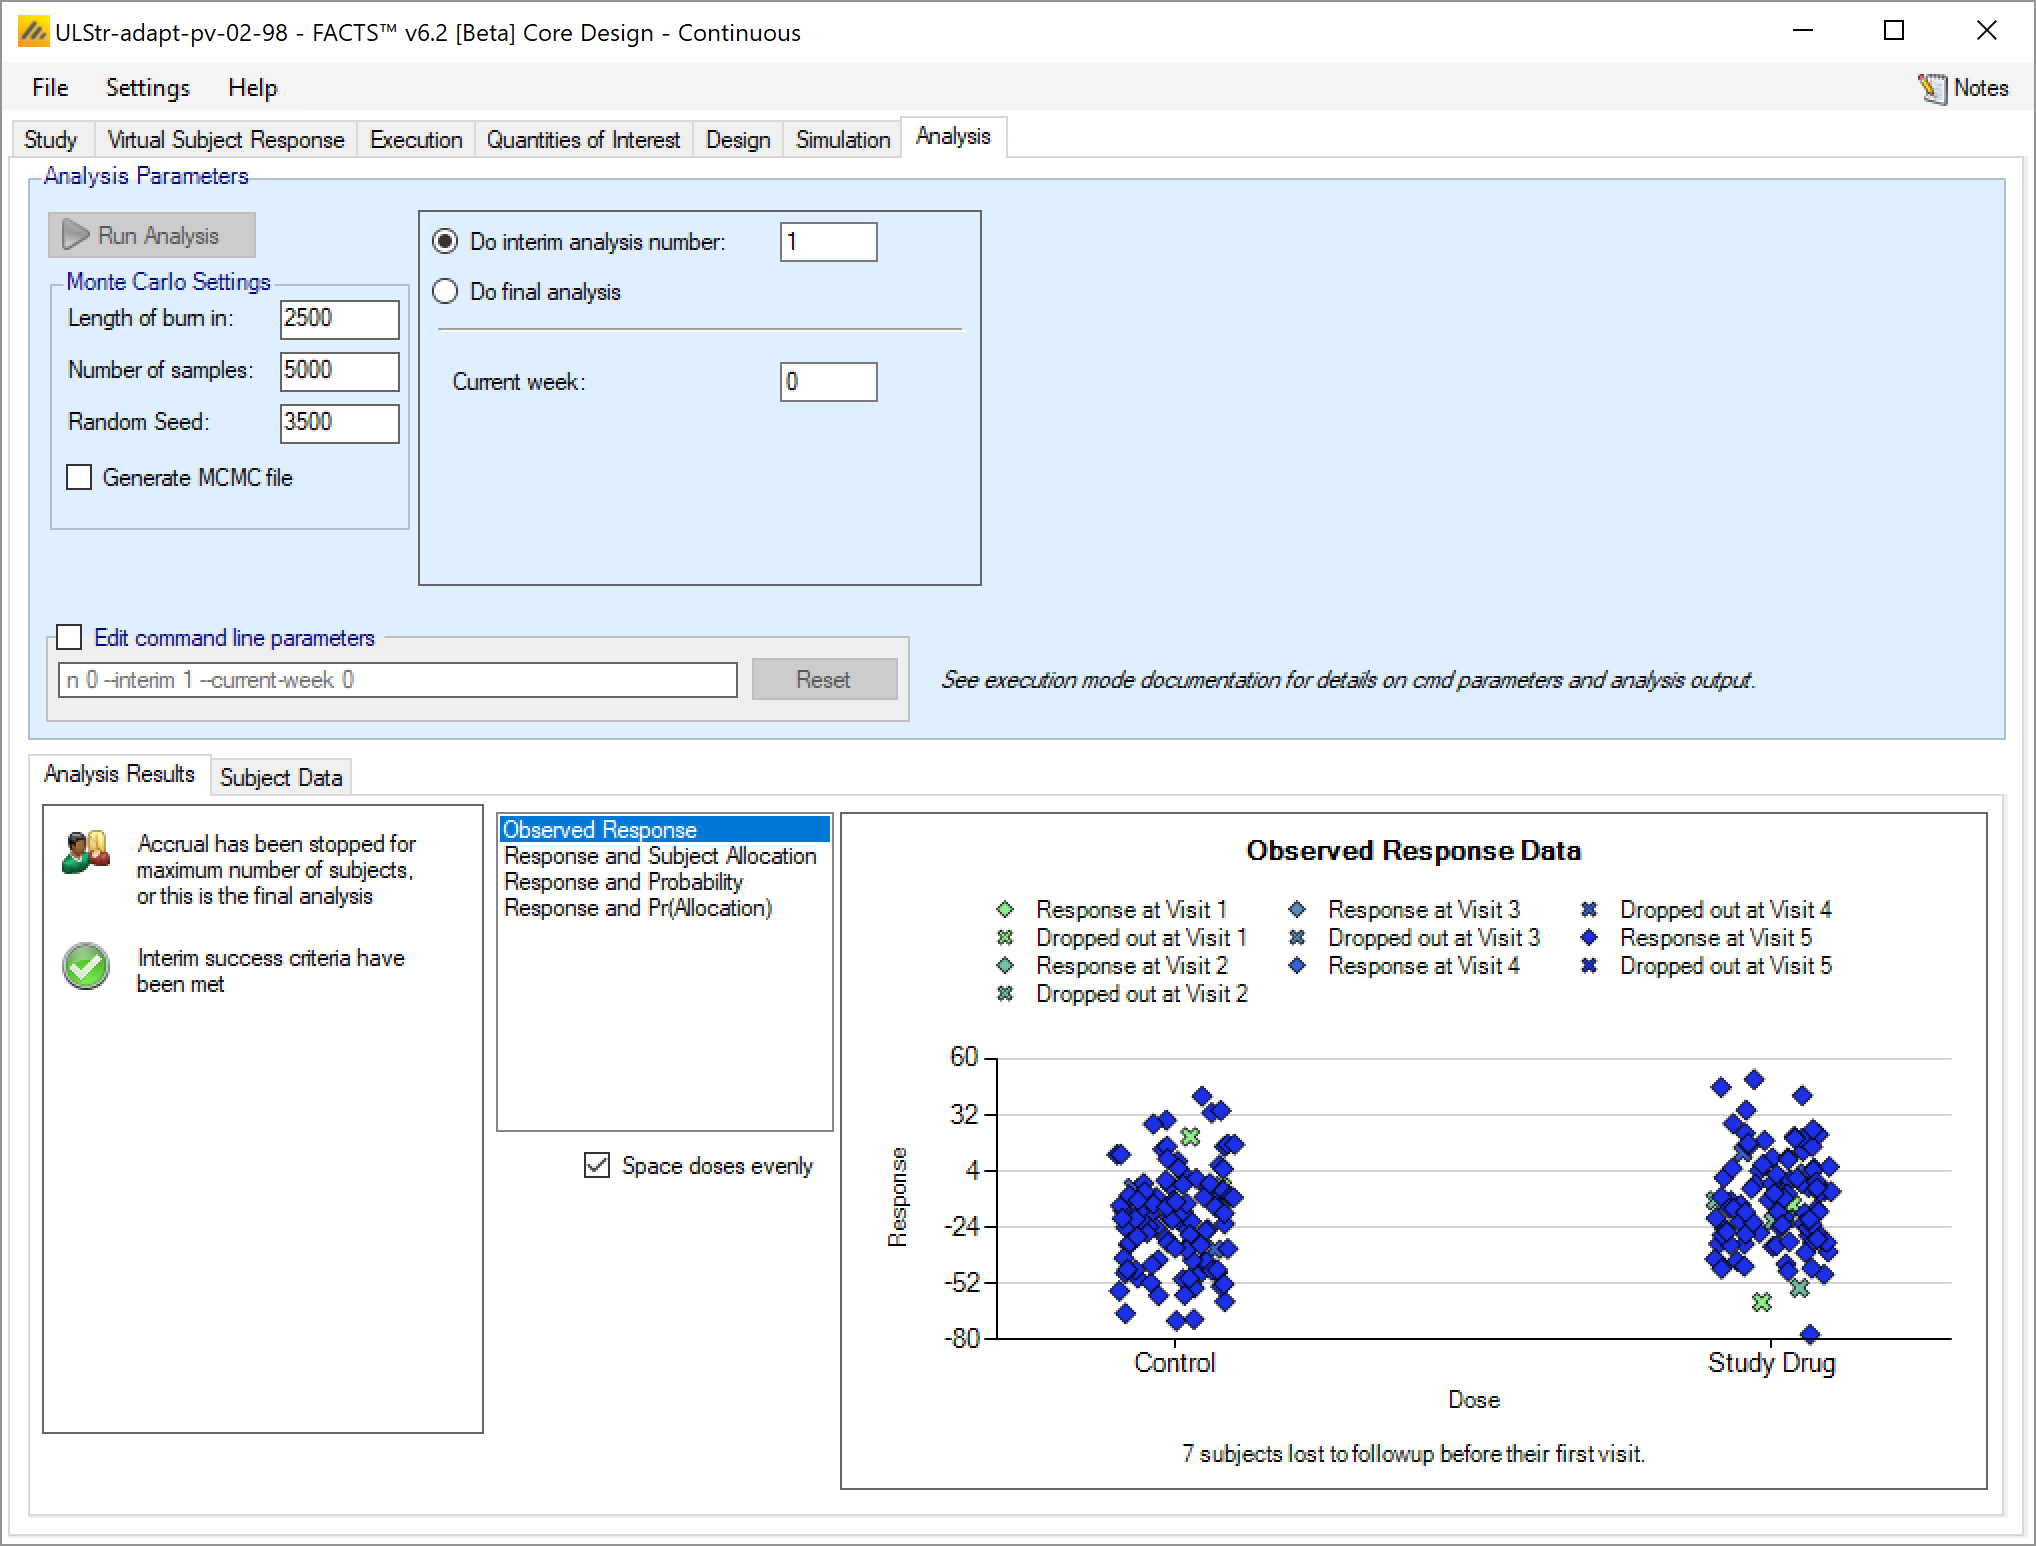 ULStr-adapt-pv-02-98 - FACTS™ v6.2 [Beta] Core Design - Continuous
File Settings Help Notes
Study Virtual Subject Response Execution Quantities of Interest Design Simulation Analysis
Analysis Parameters
Run Analysis
Monte Carlo Settings
Length of burn in: 2500
Number of samples: 5000
Random Seed: 3500
Generate MCMC file
Do interim analysis number: 1
Do final analysis
Current week: 0
Edit command line parameters
n 0 --interim 1 --current-week 0
Reset
See execution mode documentation for details on cmd parameters and analysis output.
Analysis Results Subject Data
Accrual has been stopped for
maximum number of subjects,
or this is the final analysis
Interim success criteria have
been met
Observed Response
Response and Subject Allocation
Response and Probability
Response and Pr(Allocation)
Space doses evenly
Observed Response Data
Response at Visit 1
Dropped out at Visit 1
Response at Visit 2
Dropped out at Visit 2
Response at Visit 3
Dropped out at Visit 3
Response at Visit 4
Dropped out at Visit 4
Response at Visit 5
Dropped out at Visit 5
Response
60
32
4
-24
-52
-80
Control Study Drug
Dose
7 subjects lost to followup before their first visit.